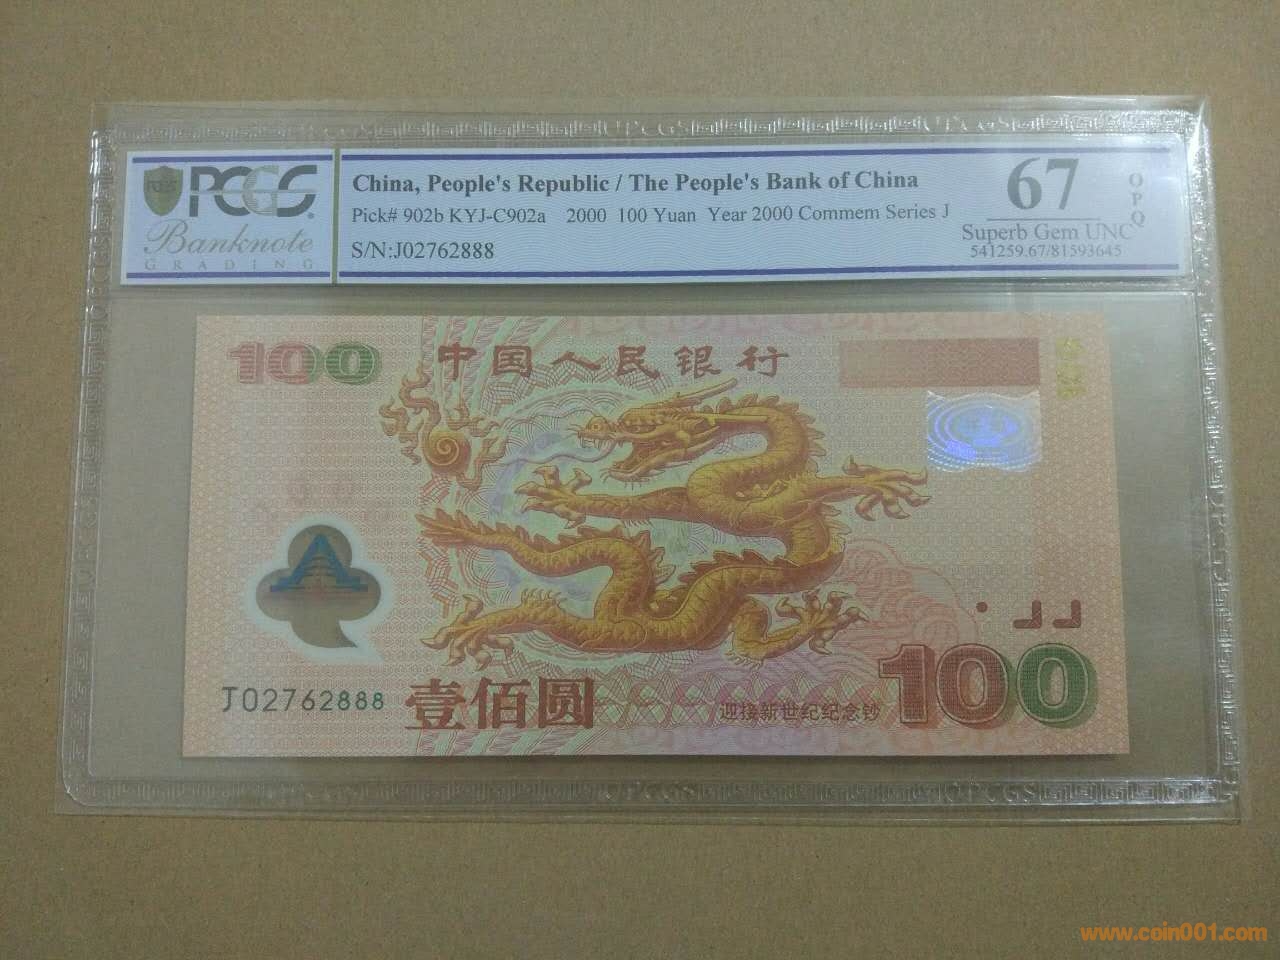 PCGS
Banknote
GRADING
China, People's Republic / The People's Bank of China
Pick# 902b KYJ-C902a 2000 100 Yuan Year 2000 Commem Series J
S/N:J02762888
67
OPQ
Superb Gem UNC
541259.67/81593645
100
中国人民银行
J02762888
壹佰圆
迎接新世纪纪念钞
100
www.coin001.com